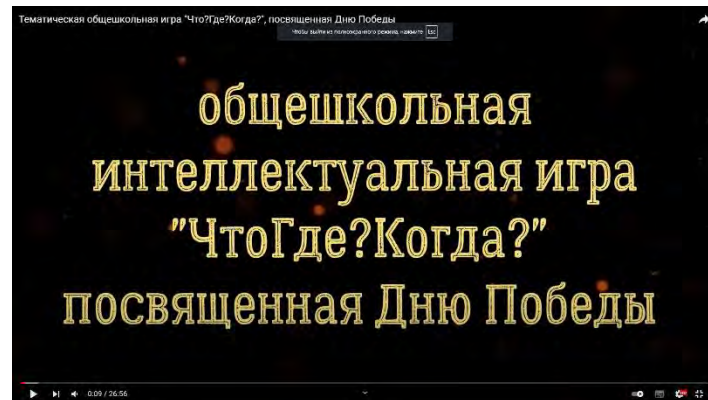 Тематическая общешкольная игра "Что?Где?Когда?", посвященная Дню Победы
Чтобы выйти из полноэкранного режима, нажмите Esc
общешкольная
интеллектуальная игра
"ЧтоГде?Когда?"
посвященная Дню Победы
0:09 / 26:56